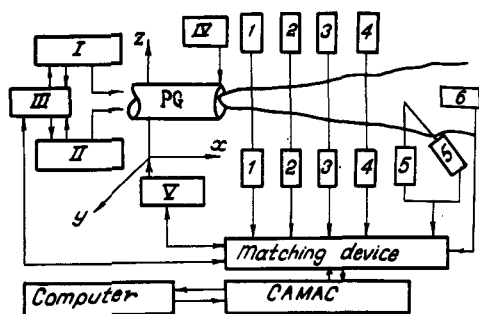 I
II
III
IV
V
z
x
y
PG
1
2
3
4
1
2
3
4
5
5
6
Matching device
Computer
CAMAC